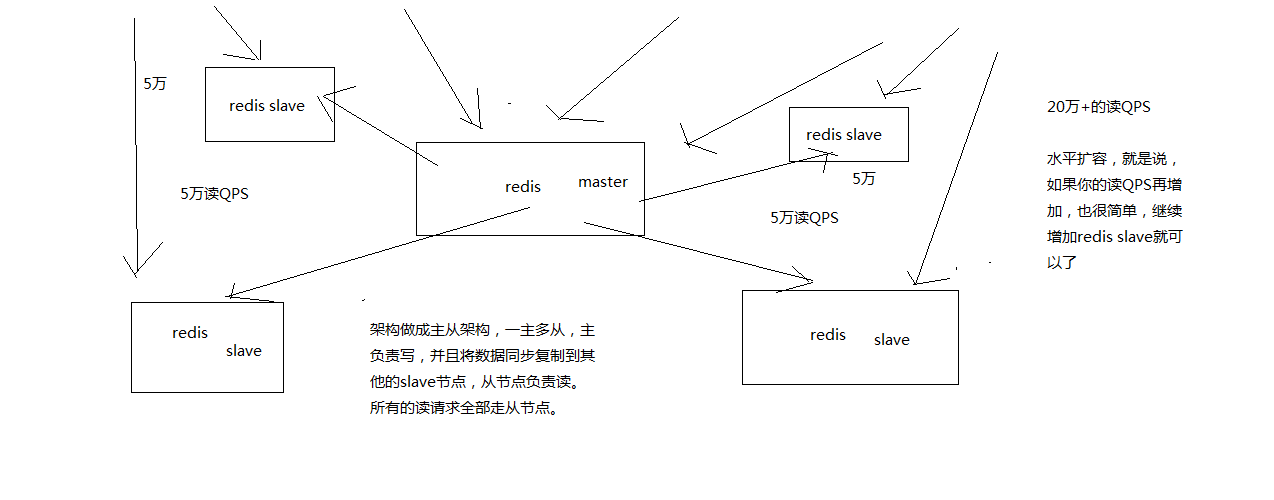 5万
redis slave
5万读QPS
redis master
redis slave
5万
5万读QPS
20万+的读QPS
水平扩容，就是说，
如果你的读QPS再增
加，也很简单，继续
增加redis slave就可
以了
redis
slave
架构做成主从架构，一主多从，主
负责写，并且将数据同步复制到其
他的slave节点，从节点负责读。
所有的读请求全部走从节点。
redis slave